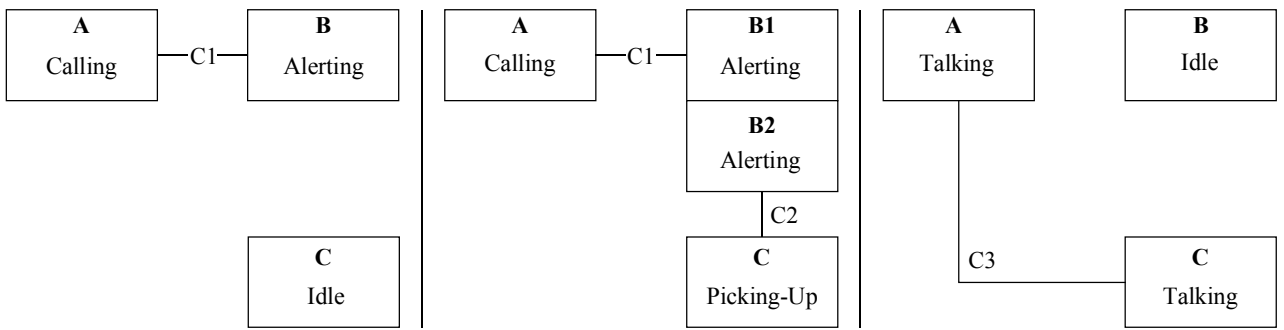 A
Calling
C1
B
Alerting
C
Idle
A
Calling
C1
B1
Alerting
B2
Alerting
C2
C
Picking-Up
A
Talking
B
Idle
C3
C
Talking